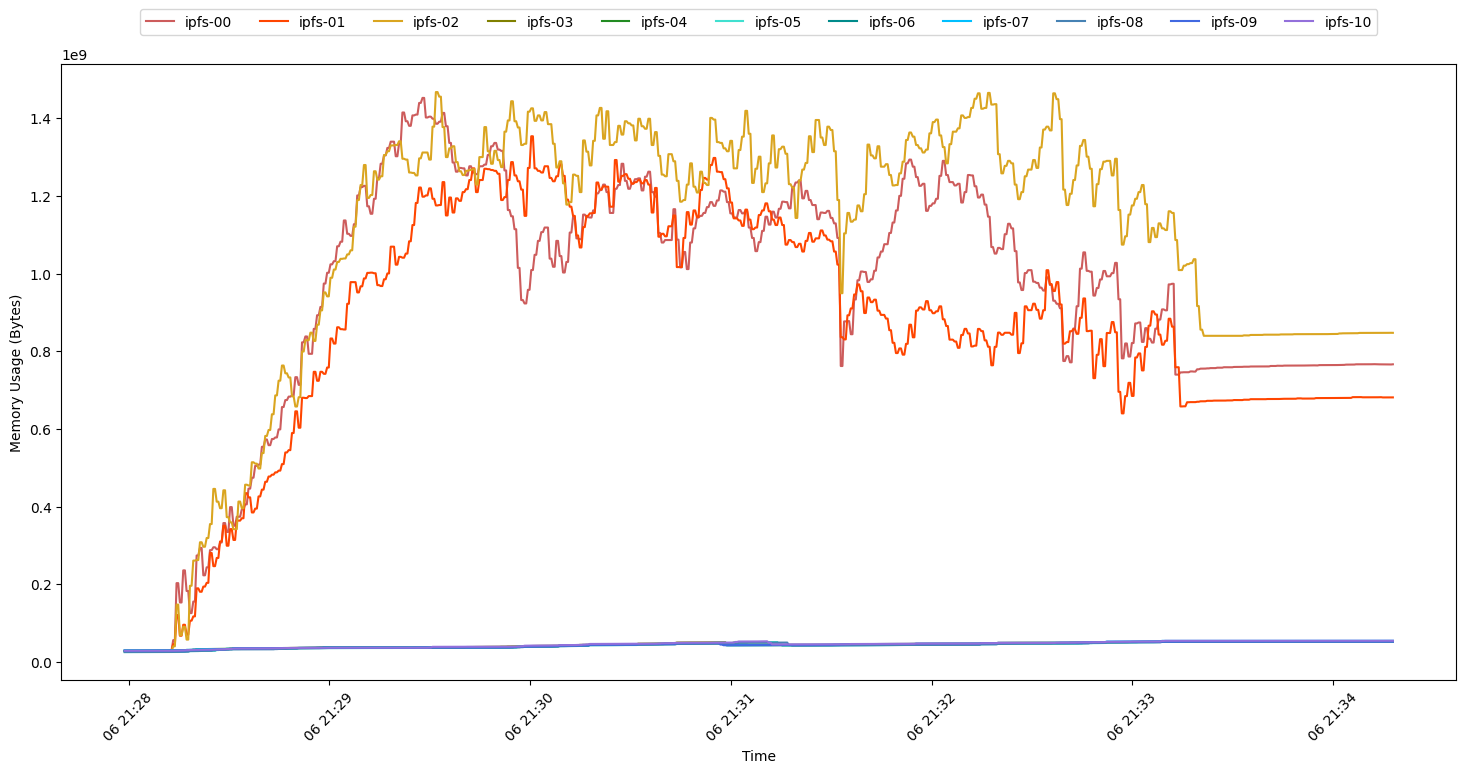 ipfs-00 ipfs-01 ipfs-02 ipfs-03 ipfs-04 ipfs-05 ipfs-06 ipfs-07 ipfs-08 ipfs-09 ipfs-10
1e9
1.4
1.2
1.0
0.8
0.6
0.4
0.2
0.0
Memory Usage (Bytes)
06 21:28 06 21:29 06 21:30 06 21:31 06 21:32 06 21:33 06 21:34
Time